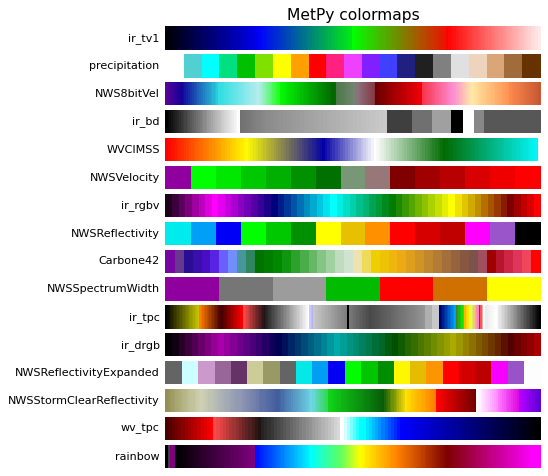 MetPy colormaps
ir_tv1
precipitation
NWS8bitVel
ir_bd
WVCIMSS
NWSVelocity
ir_rgbv
NWSReflectivity
Carbone42
NWSSpectrumWidth
ir_tpc
ir_drgb
NWSReflectivityExpanded
NWSStormClearReflectivity
wv_tpc
rainbow